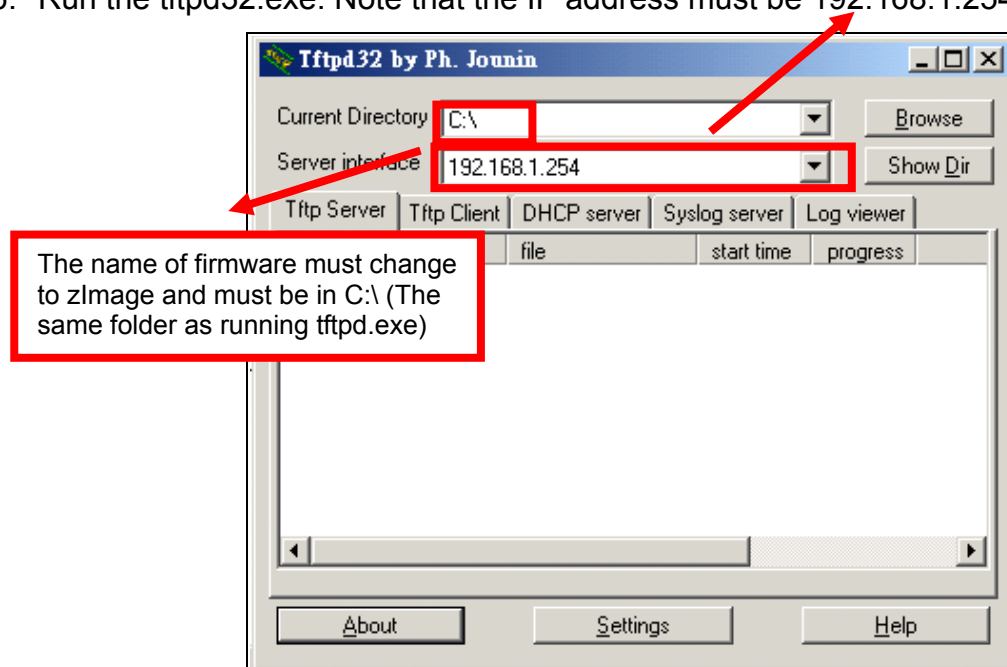 Run the tftpd32.exe. Note that the IP address must be 192.168.1.254
Tftpd32 by Ph. Jounin
Current Directory C:\ Browse
Server interface 192.168.1.254 Show Dir
Tftp Server Tftp Client DHCP server Syslog server Log viewer
file start time progress
The name of firmware must change
to zImage and must be in C:\ (The
same folder as running tftpd.exe)
About Settings Help